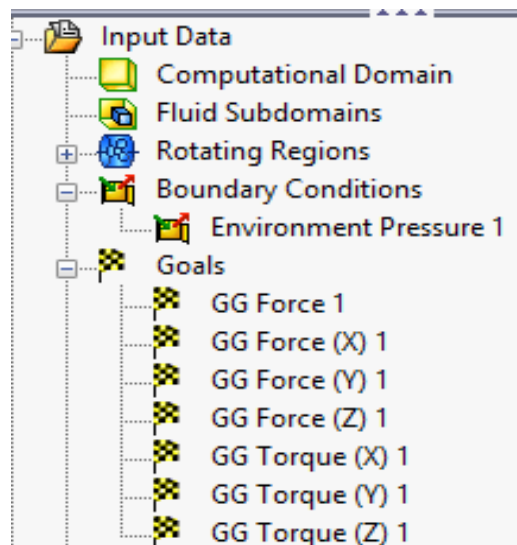 Input Data
Computational Domain
Fluid Subdomains
Rotating Regions
Boundary Conditions
Environment Pressure 1
Goals
GG Force 1
GG Force (X) 1
GG Force (Y) 1
GG Force (Z) 1
GG Torque (X) 1
GG Torque (Y) 1
GG Torque (Z) 1